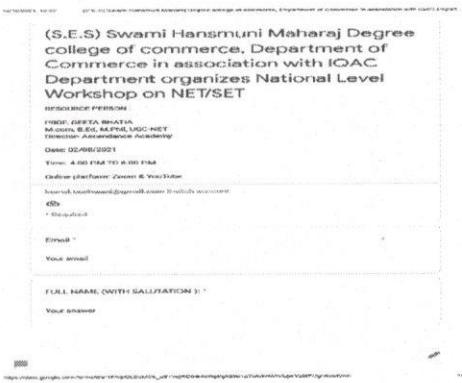 (S.E.S) Swami Hansmuni Maharaj Degree
college of commerce, Department of
Commerce in association with IQAC
Department organizes National Level
Workshop on NET/SET
RESOURCE PERSON :
PROF. GEETA BHATIA
M.com, B.Ed, M.Phil, UGC-NET
Director Ascendance Academy
Date: 02/08/2021
Time: 4.00 PM TO 6.00 PM
Online platform: Zoom & YouTube
Switch account
* Required
Email *
Your email
FULL NAME (WITH SALUTATION ): *
Your answer